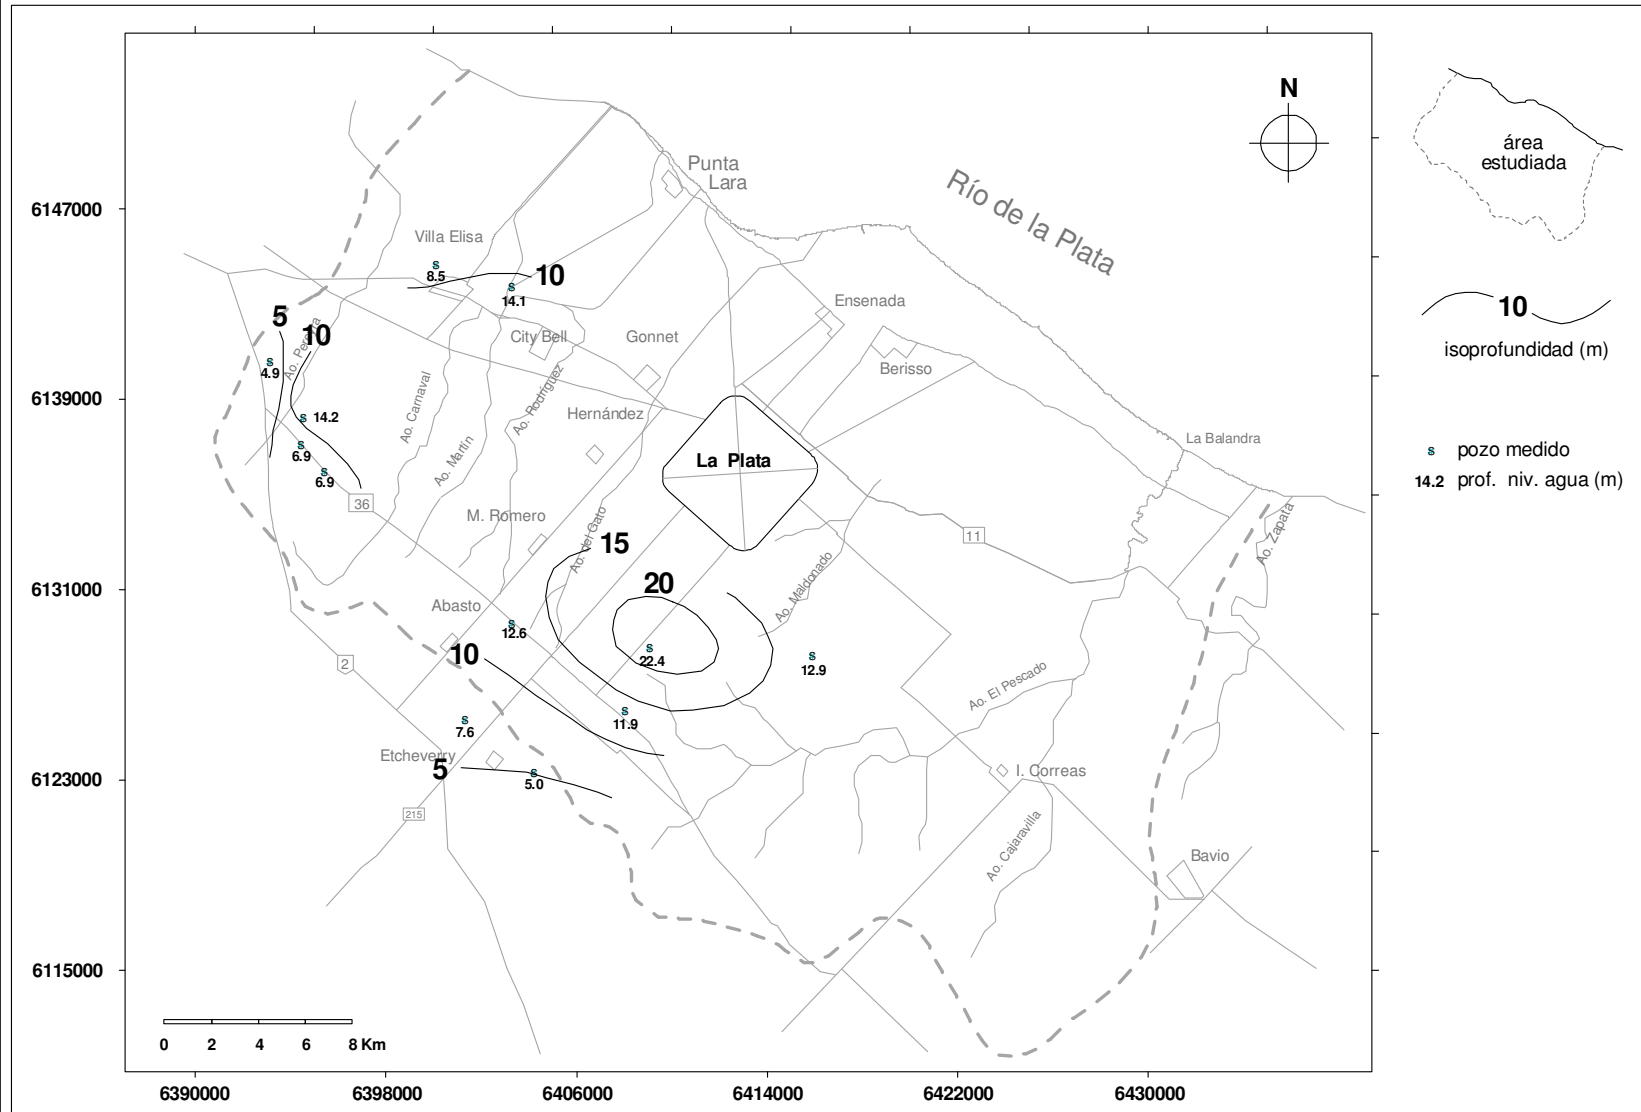 N
Punta
Lara
Río de la Plata
área
estudiada
6147000
Villa Elisa
8.5
10
14.1
Ensenada
10
5
10
City Bell
Gonnet
isoprofundidad (m)
Ao. Pereyra
4.9
Berisso
6139000
Ao. Carnaval
Ao. Rodríguez
14.2
Hernández
La Balandra
6.9
Ao. Martín
La Plata
s pozo medido
6.9
14.2 prof. niv. agua (m)
36
M. Romero
Ao. del Gato
15
11
Ao. Zapata
20
6131000
Ao. Maldonado
Abasto
12.6
10
22.4
12.9
2
Ao. El Pescado
11.9
7.6
Etcheverry
5
5.0
I. Correas
6123000
215
Ao. Cajaravilla
Bavio
6115000
0 2 4 6 8 Km
6390000 6398000 6406000 6414000 6422000 6430000